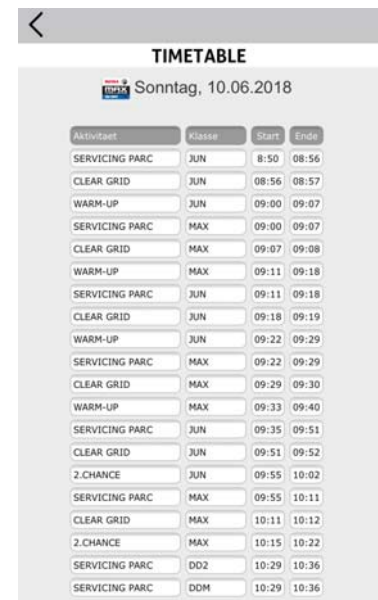 TIMETABLE
Sonntag, 10.06.2018
Aktivitaet Klasse Start Ende
SERVICING PARC JUN 8:50 08:56
CLEAR GRID JUN 08:56 08:57
WARM-UP JUN 09:00 09:07
SERVICING PARC MAX 09:00 09:07
CLEAR GRID MAX 09:07 09:08
WARM-UP MAX 09:11 09:18
SERVICING PARC JUN 09:11 09:18
CLEAR GRID JUN 09:18 09:19
WARM-UP JUN 09:22 09:29
SERVICING PARC MAX 09:22 09:29
CLEAR GRID MAX 09:29 09:30
WARM-UP MAX 09:33 09:40
SERVICING PARC JUN 09:35 09:51
CLEAR GRID JUN 09:51 09:52
2.CHANCE JUN 09:55 10:02
SERVICING PARC MAX 09:55 10:11
CLEAR GRID MAX 10:11 10:12
2.CHANCE MAX 10:15 10:22
SERVICING PARC DD2 10:29 10:36
SERVICING PARC DDM 10:29 10:36